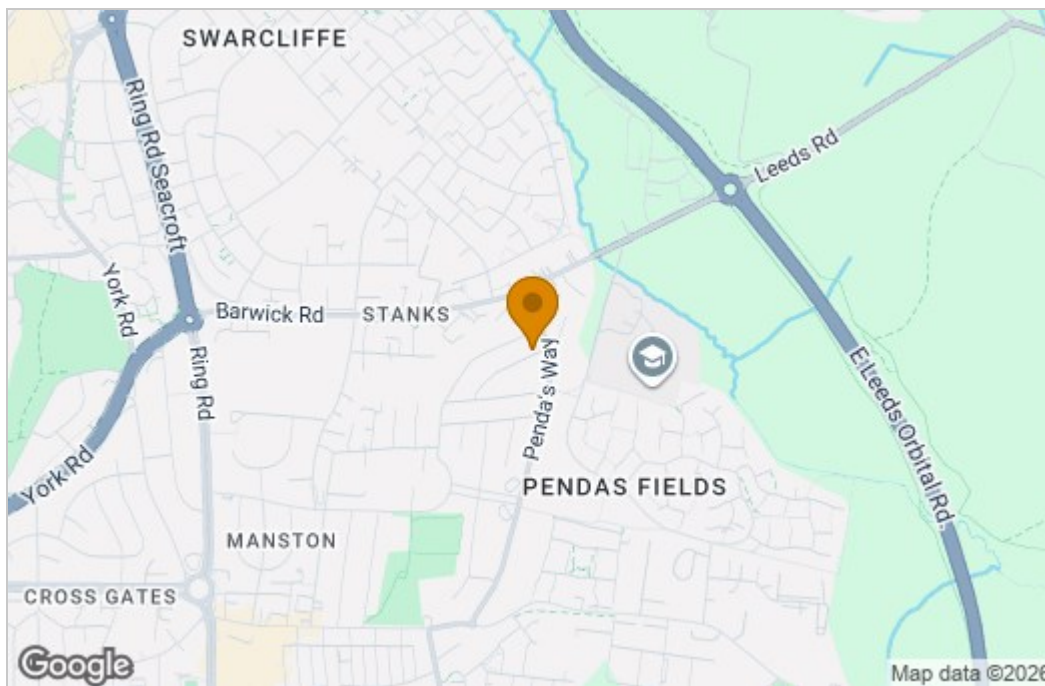 SWARCLIFFE
Ring Rd Seacroft
Leeds Rd
York Rd
Barwick Rd
STANKS
Ring Rd
Penda's Way
E Leeds Orbital Rd.
York Rd
PENDAS FIELDS
MANSTON
CROSS GATES
Google
Map data ©2026